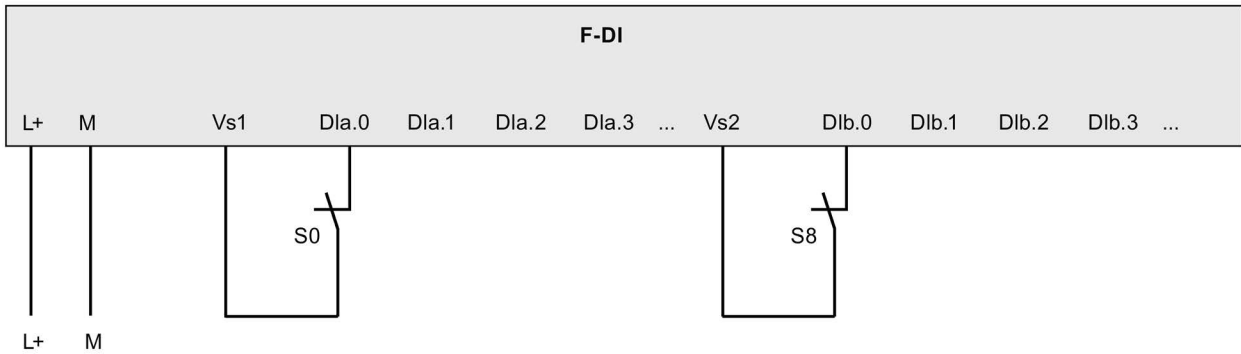 F-DI
L+ M Vs1 DIa.0 DIa.1 DIa.2 DIa.3 ... Vs2 DIb.0 DIb.1 DIb.2 DIb.3 ...
S0 S8
L+ M